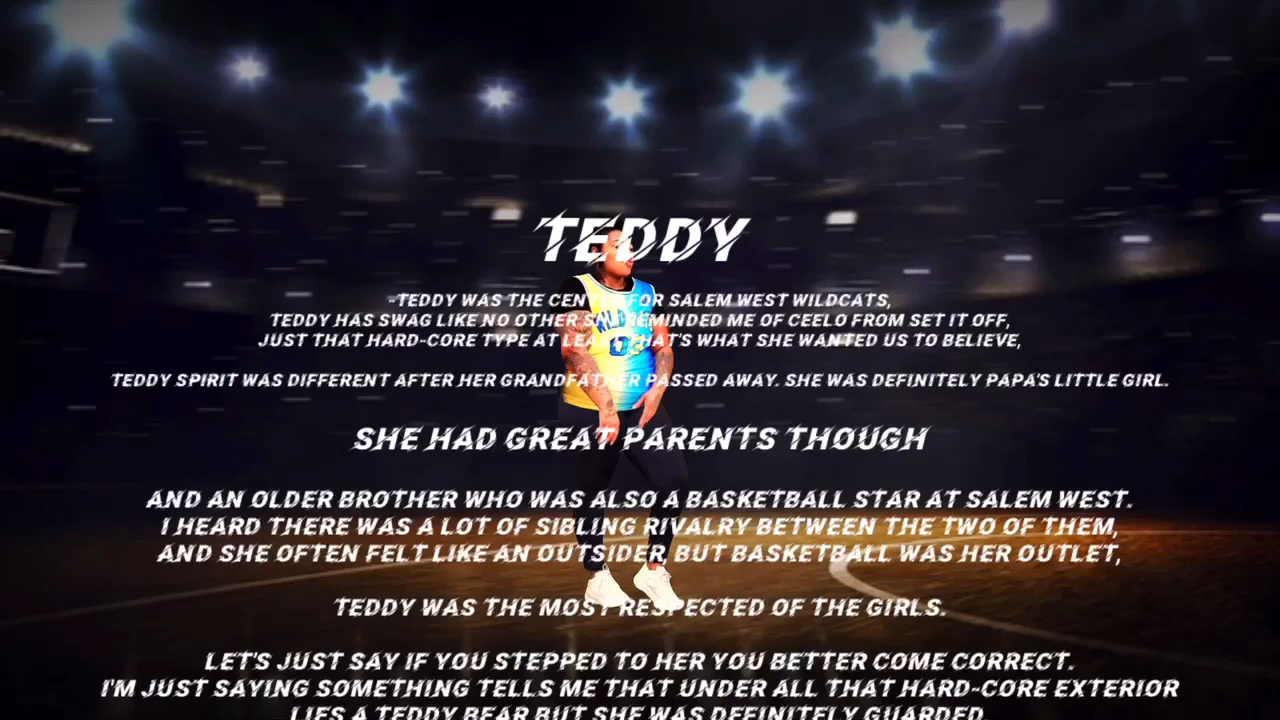 TEDDY
-TEDDY WAS THE CENTER FOR SALEM WEST WILDCATS,
TEDDY HAS SWAG LIKE NO OTHER SHE REMINDED ME OF CEELO FROM SET IT OFF,
JUST THAT HARD-CORE TYPE AT LEAST THAT'S WHAT SHE WANTED US TO BELIEVE,
TEDDY SPIRIT WAS DIFFERENT AFTER HER GRANDFATHER PASSED AWAY. SHE WAS DEFINITELY PAPA'S LITTLE GIRL.
SHE HAD GREAT PARENTS THOUGH
AND AN OLDER BROTHER WHO WAS ALSO A BASKETBALL STAR AT SALEM WEST.
I HEARD THERE WAS A LOT OF SIBLING RIVALRY BETWEEN THE TWO OF THEM,
AND SHE OFTEN FELT LIKE AN OUTSIDER, BUT BASKETBALL WAS HER OUTLET,
TEDDY WAS THE MOST RESPECTED OF THE GIRLS.
LET'S JUST SAY IF YOU STEPPED TO HER YOU BETTER COME CORRECT.
I'M JUST SAYING SOMETHING TELLS ME THAT UNDER ALL THAT HARD-CORE EXTERIOR
LIES A TEDDY BEAR BUT SHE WAS DEFINITELY GUARDED.